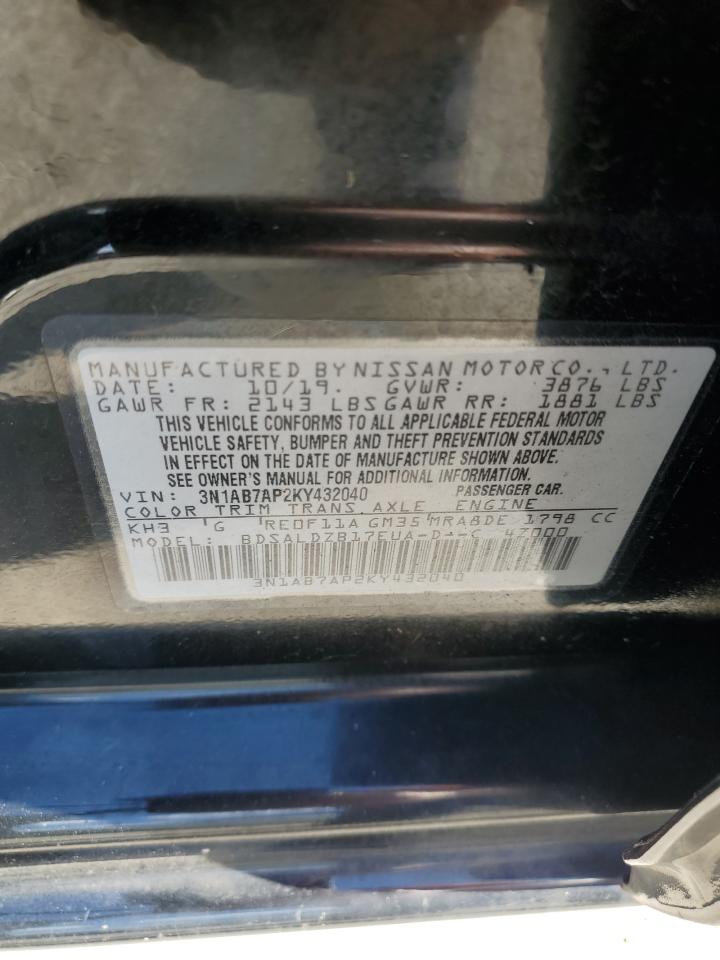 MANUFACTURED BY NISSAN MOTOR CO., LTD.
DATE: 10/19. GVWR: 3876 LBS
GAWR FR: 2143 LBS GAWR RR: 1881 LBS
THIS VEHICLE CONFORMS TO ALL APPLICABLE FEDERAL MOTOR
VEHICLE SAFETY, BUMPER AND THEFT PREVENTION STANDARDS
IN EFFECT ON THE DATE OF MANUFACTURE SHOWN ABOVE.
SEE OWNER'S MANUAL FOR ADDITIONAL INFORMATION.
VIN: 3N1AB7AP2KY432040 PASSENGER CAR.
COLOR TRIM TRANS AXLE ENGINE
KH3 G RE0F11A GM35 MRA8DE 1798 CC
MODEL: BDSALDZB17EUA-D--C 47000
3N1AB7AP2KY432040